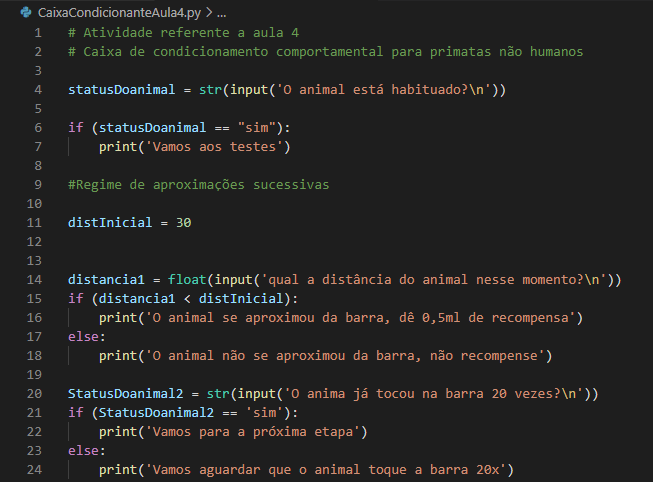 CaixaCondicionanteAula4.py > ...
1 # Atividade referente a aula 4
2 # Caixa de condicionamento comportamental para primatas não humanos
3
4 statusDoanimal = str(input('O animal está habituado?\n'))
5
6 if (statusDoanimal == "sim"):
7     print('Vamos aos testes')
8
9 #Regime de aproximações sucessivas
10
11 distInicial = 30
12
13
14 distancia1 = float(input('qual a distância do animal nesse momento?\n'))
15 if (distancia1 < distInicial):
16     print('O animal se aproximou da barra, dê 0,5ml de recompensa')
17 else:
18     print('O animal não se aproximou da barra, não recompense')
19
20 StatusDoanimal2 = str(input('O anima já tocou na barra 20 vezes?\n'))
21 if (StatusDoanimal2 == 'sim'):
22     print('Vamos para a próxima etapa')
23 else:
24     print('Vamos aguardar que o animal toque a barra 20x')